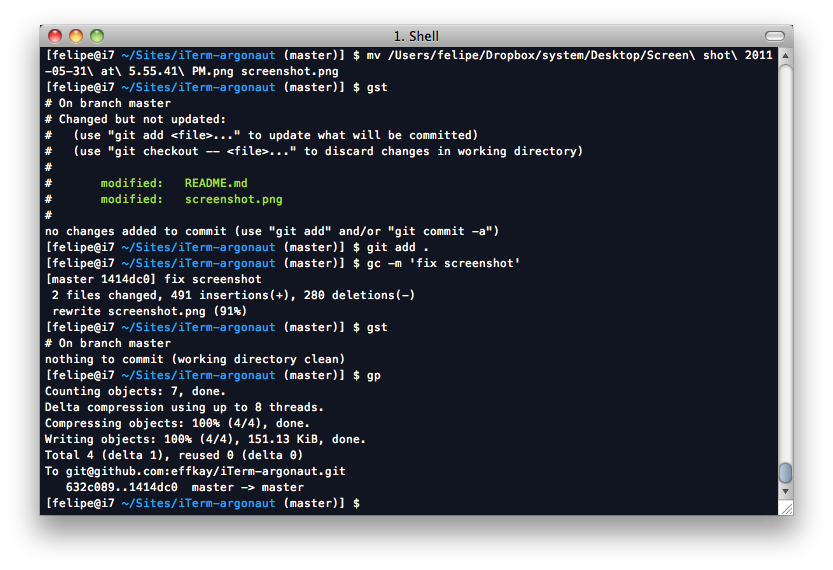 1. Shell
[felipe@i7 ~/Sites/iTerm-argonaut (master)] $ mv /Users/felipe/Dropbox/system/Desktop/Screen\ shot\ 2011
-05-31\ at\ 5.55.41\ PM.png screenshot.png
[felipe@i7 ~/Sites/iTerm-argonaut (master)] $ gst
# On branch master
# Changed but not updated:
#   (use "git add <file>..." to update what will be committed)
#   (use "git checkout -- <file>..." to discard changes in working directory)
#
#       modified:   README.md
#       modified:   screenshot.png
#
no changes added to commit (use "git add" and/or "git commit -a")
[felipe@i7 ~/Sites/iTerm-argonaut (master)] $ git add .
[felipe@i7 ~/Sites/iTerm-argonaut (master)] $ gc -m 'fix screenshot'
[master 1414dc0] fix screenshot
 2 files changed, 491 insertions(+), 280 deletions(-)
 rewrite screenshot.png (91%)
[felipe@i7 ~/Sites/iTerm-argonaut (master)] $ gst
# On branch master
nothing to commit (working directory clean)
[felipe@i7 ~/Sites/iTerm-argonaut (master)] $ gp
Counting objects: 7, done.
Delta compression using up to 8 threads.
Compressing objects: 100% (4/4), done.
Writing objects: 100% (4/4), 151.13 KiB, done.
Total 4 (delta 1), reused 0 (delta 0)
To git@github.com:effkay/iTerm-argonaut.git
   632c089..1414dc0  master -> master
[felipe@i7 ~/Sites/iTerm-argonaut (master)] $